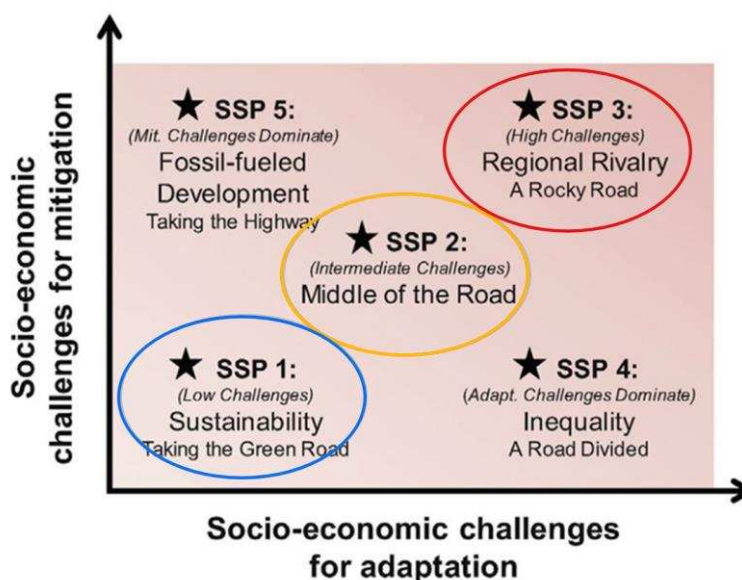 Socio-economic
challenges for mitigation
★ SSP 5:
(Mit. Challenges Dominate)
Fossil-fueled
Development
Taking the Highway
★ SSP 3:
(High Challenges)
Regional Rivalry
A Rocky Road
★ SSP 2:
(Intermediate Challenges)
Middle of the Road
★ SSP 1:
(Low Challenges)
Sustainability
Taking the Green Road
★ SSP 4:
(Adapt. Challenges Dominate)
Inequality
A Road Divided
Socio-economic challenges
for adaptation